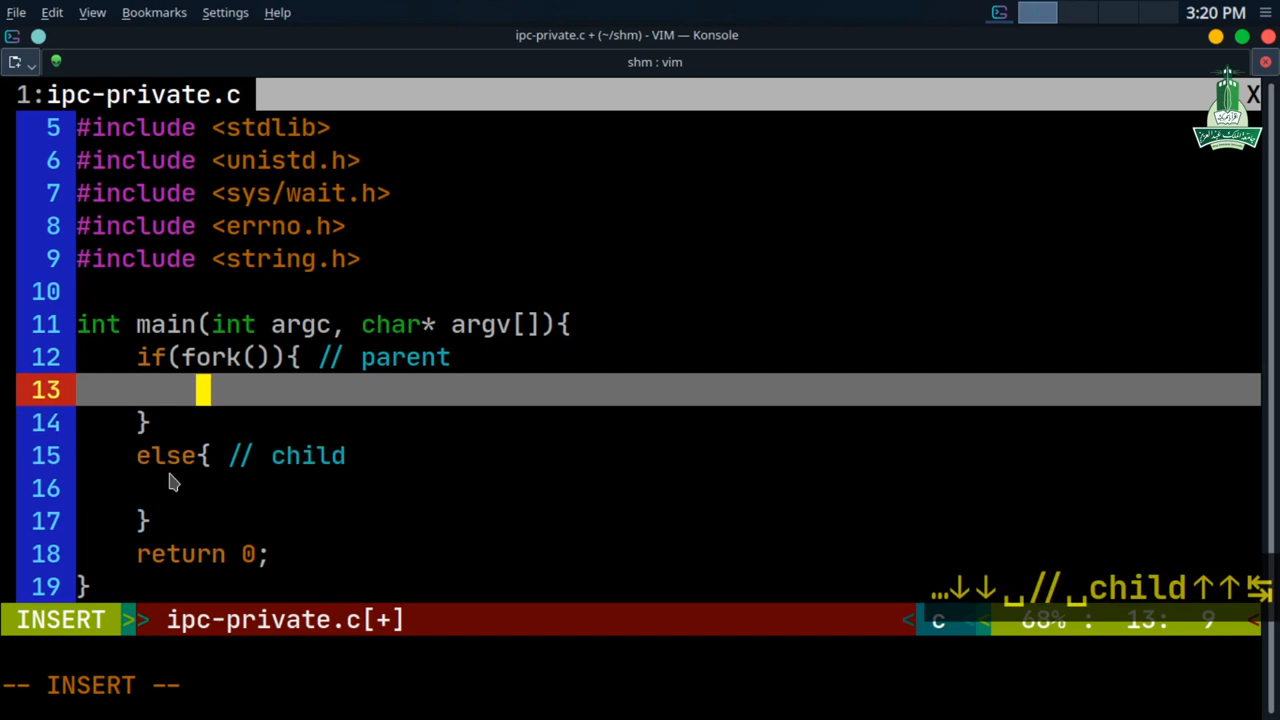 File Edit View Bookmarks Settings Help 3:20 PM
ipc-private.c + (~/shm) - VIM — Konsole
shm : vim
1:ipc-private.c X
5 #include <stdlib>
6 #include <unistd.h>
7 #include <sys/wait.h>
8 #include <errno.h>
9 #include <string.h>
10
11 int main(int argc, char* argv[]){
12 if(fork()){ // parent
13
14 }
15 else{ // child
16
17 }
18 return 0;
19 }
…↓↓␣//␣child↑↑↹
INSERT >> ipc-private.c[+] < c < 68% : 13: 9 <
-- INSERT --